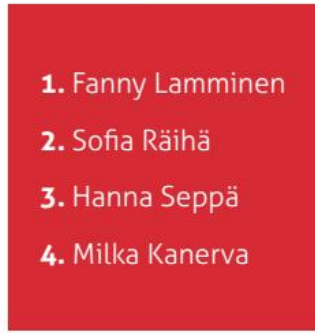 1. Fanny Lamminen
2. Sofia Räihä
3. Hanna Seppä
4. Milka Kanerva